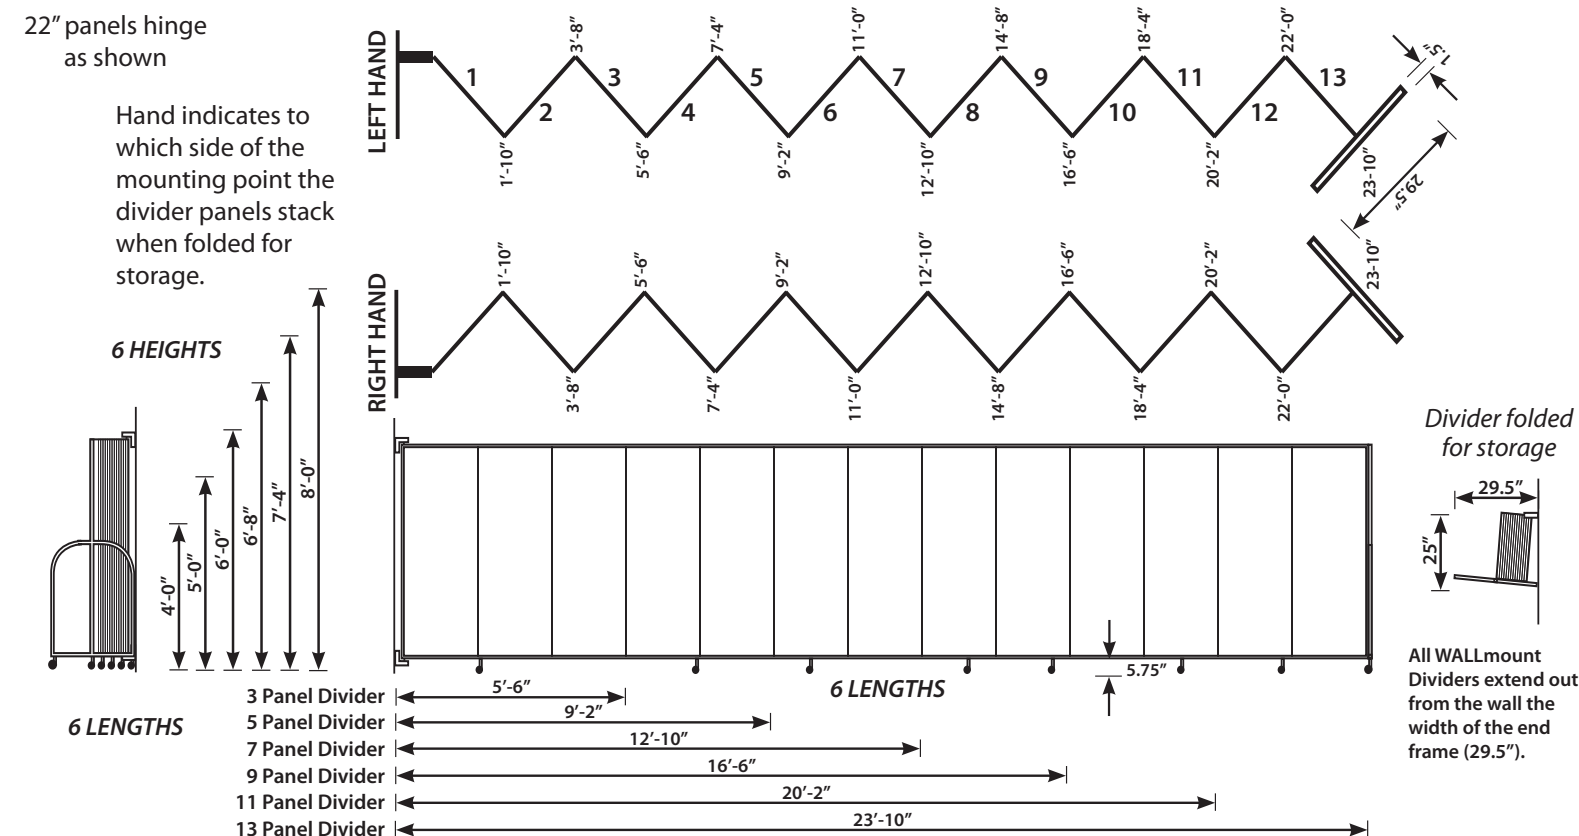 22” panels hinge
as shown
Hand indicates to
which side of the
mounting point the
divider panels stack
when folded for
storage.
LEFT HAND
3’-8”
7’-4”
11’-0”
14’-8”
18’-4”
22’-0”
1
2
3
4
5
6
7
8
9
10
11
12
13
1.5”
1’-10”
5’-6”
9’-2”
12’-10”
16’-6”
20’-2”
23-10”
29.5”
RIGHT HAND
1’-10”
5’-6”
9’-2”
12’-10”
16’-6”
20’-2”
23-10”
3’-8”
7’-4”
11’-0”
14’-8”
18’-4”
22’-0”
6 HEIGHTS
4’-0”
5’-0”
6’-0”
6’-8”
7’-4”
8’-0”
6 LENGTHS
5.75”
6 LENGTHS
3 Panel Divider
5’-6”
5 Panel Divider
9’-2”
7 Panel Divider
12’-10”
9 Panel Divider
16’-6”
11 Panel Divider
20’-2”
13 Panel Divider
23’-10”
Divider folded
for storage
29.5”
25”
All WALLmount
Dividers extend out
from the wall the
width of the end
frame (29.5”).